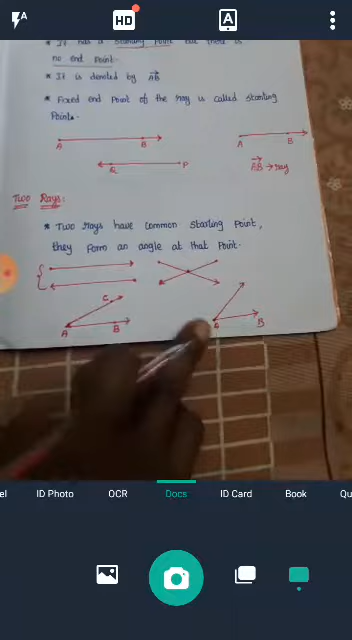 A
HD
A
* It has a starting point but there is
no end point.
* It is denoted by AB
* Fixed end point of the ray is called starting
Point.
A B
A B
Q P
AB → ray
Two Rays:
* Two rays have common starting point,
they form an angle at that point.
C
A B
B
ID Photo OCR Docs ID Card Book Qu